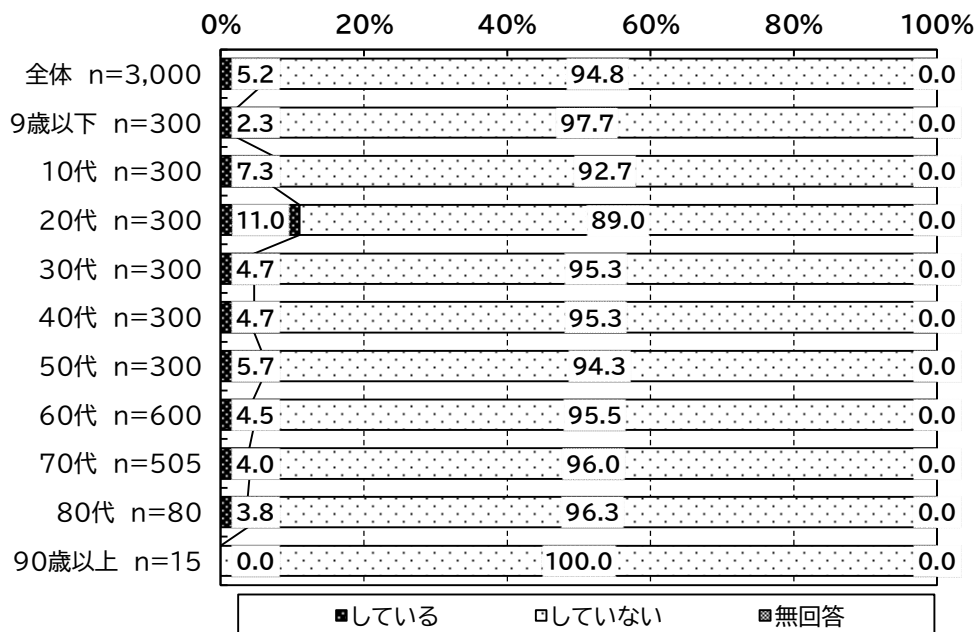 0% 20% 40% 60% 80% 100%
全体 n=3,000 5.2 94.8 0.0
9歳以下 n=300 2.3 97.7 0.0
10代 n=300 7.3 92.7 0.0
20代 n=300 11.0 89.0 0.0
30代 n=300 4.7 95.3 0.0
40代 n=300 4.7 95.3 0.0
50代 n=300 5.7 94.3 0.0
60代 n=600 4.5 95.5 0.0
70代 n=505 4.0 96.0 0.0
80代 n=80 3.8 96.3 0.0
90歳以上 n=15 0.0 100.0 0.0
している していない 無回答